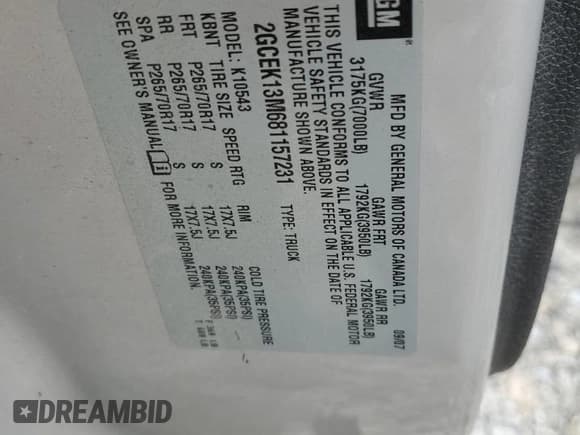 GM
MFD BY GENERAL MOTORS OF CANADA LTD. 09/07
GVWR GAWR FRT GAWR RR
3175KG(7000LB) 1792KG(3950LB) 1792KG(3950LB)
THIS VEHICLE CONFORMS TO ALL APPLICABLE U.S. FEDERAL MOTOR
VEHICLE SAFETY STANDARDS IN EFFECT ON THE DATE OF
MANUFACTURE SHOWN ABOVE.
2GCEK13M681157231 TYPE: TRUCK
MODEL: K10543
KBNT TIRE SIZE SPEED RTG RIM COLD TIRE PRESSURE
FRT P265/70R17 S 17X7.5J 240KPA(35PSI)
RR P265/70R17 S 17X7.5J 240KPA(35PSI)
SPA P265/70R17 S 17X7.5J 240KPA(35PSI)
SEE OWNER'S MANUAL FOR MORE INFORMATION.
DREAMBID